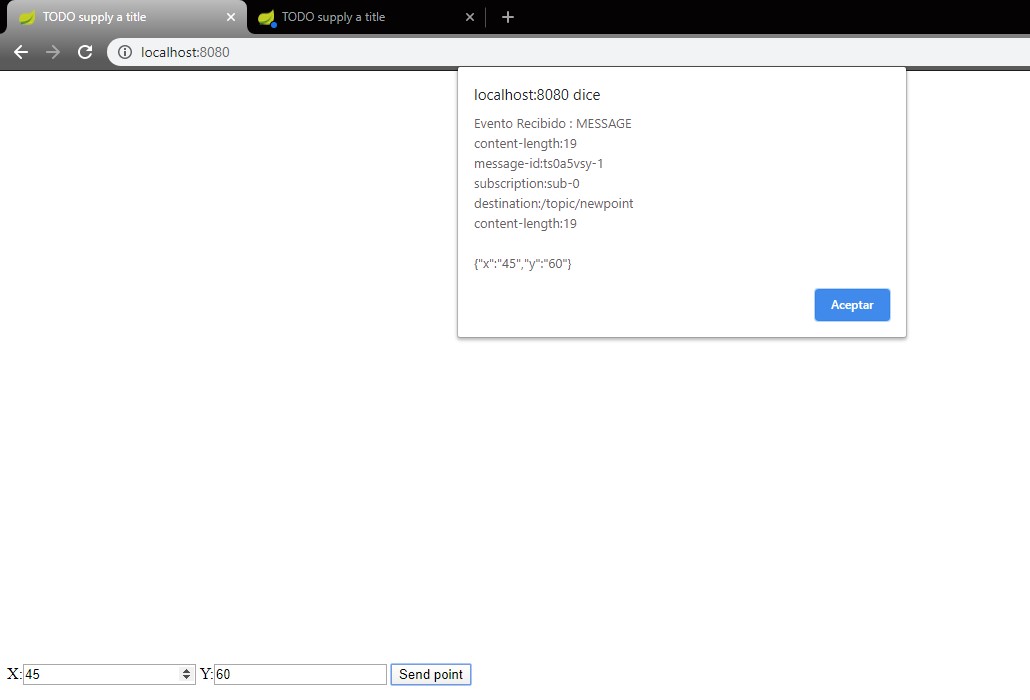 TODO supply a title
TODO supply a title
localhost:8080
localhost:8080 dice
Evento Recibido : MESSAGE
content-length:19
message-id:ts0a5vsy-1
subscription:sub-0
destination:/topic/newpoint
content-length:19
{"x":"45","y":"60"}
Aceptar
X: 45 Y: 60 Send point